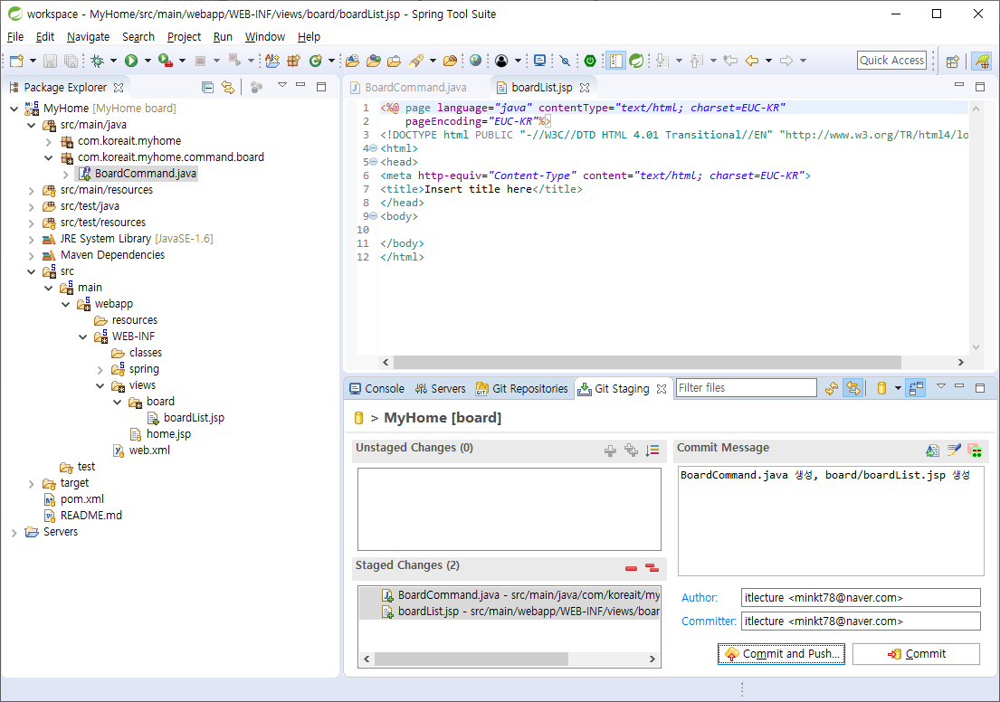 workspace - MyHome/src/main/webapp/WEB-INF/views/board/boardList.jsp - Spring Tool Suite
File Edit Navigate Search Project Run Window Help
Quick Access
Package Explorer
MyHome [MyHome board]
src/main/java
com.koreait.myhome
com.koreait.myhome.command.board
BoardCommand.java
src/main/resources
src/test/java
src/test/resources
JRE System Library [JavaSE-1.6]
Maven Dependencies
src
main
webapp
resources
WEB-INF
classes
spring
views
board
boardList.jsp
home.jsp
web.xml
test
target
pom.xml
README.md
Servers
BoardCommand.java boardList.jsp
1 <%@ page language="java" contentType="text/html; charset=EUC-KR"
2 pageEncoding="EUC-KR"%>
3 <!DOCTYPE html PUBLIC "-//W3C//DTD HTML 4.01 Transitional//EN" "http://www.w3.org/TR/html4/lo
4 <html>
5 <head>
6 <meta http-equiv="Content-Type" content="text/html; charset=EUC-KR">
7 <title>Insert title here</title>
8 </head>
9 <body>
10
11 </body>
12 </html>
Console Servers Git Repositories Git Staging Filter files
> MyHome [board]
Unstaged Changes (0)
Staged Changes (2)
BoardCommand.java - src/main/java/com/koreait/my
boardList.jsp - src/main/webapp/WEB-INF/views/boar
Commit Message
BoardCommand.java 생성, board/boardList.jsp 생성
Author: itlecture <minkt78@naver.com>
Committer: itlecture <minkt78@naver.com>
Commit and Push... Commit